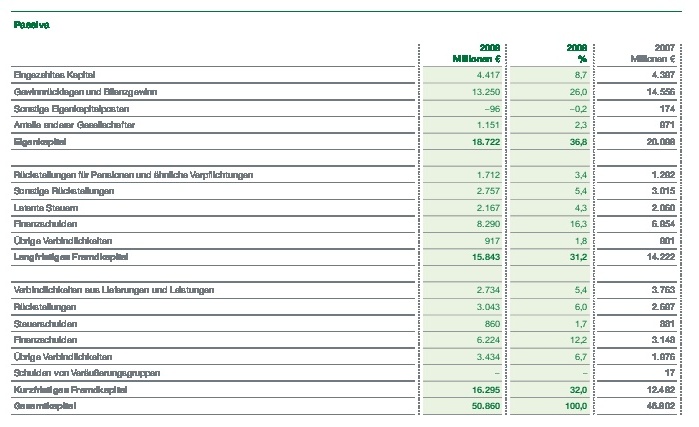 Passiva
2008 2008 2007
Millionen € % Millionen €
Eingezahltes Kapital 4.417 8,7 4.397
Gewinnrücklagen und Bilanzgewinn 13.250 26,0 14.556
Sonstige Eigenkapitalposten –96 –0,2 174
Anteile anderer Gesellschafter 1.151 2,3 971
Eigenkapital 18.722 36,8 20.098
Rückstellungen für Pensionen und ähnliche Verpflichtungen 1.712 3,4 1.292
Sonstige Rückstellungen 2.757 5,4 3.015
Latente Steuern 2.167 4,3 2.060
Finanzschulden 8.290 16,3 6.954
Übrige Verbindlichkeiten 917 1,8 901
Langfristiges Fremdkapital 15.843 31,2 14.222
Verbindlichkeiten aus Lieferungen und Leistungen 2.734 5,4 3.763
Rückstellungen 3.043 6,0 2.697
Steuerschulden 860 1,7 881
Finanzschulden 6.224 12,2 3.148
Übrige Verbindlichkeiten 3.434 6,7 1.976
Schulden von Veräußerungsgruppen – – 17
Kurzfristiges Fremdkapital 16.295 32,0 12.482
Gesamtkapital 50.860 100,0 46.802